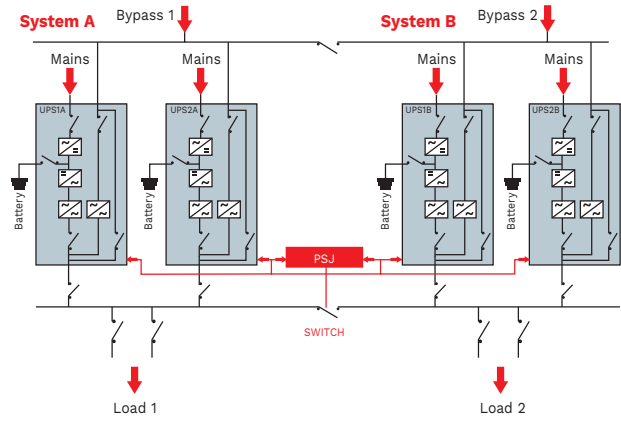 System A
Bypass 1
System B
Bypass 2
Mains
Mains
Mains
Mains
UPS1A
UPS2A
UPS1B
UPS2B
Battery
Battery
Battery
Battery
PSJ
SWITCH
Load 1
Load 2